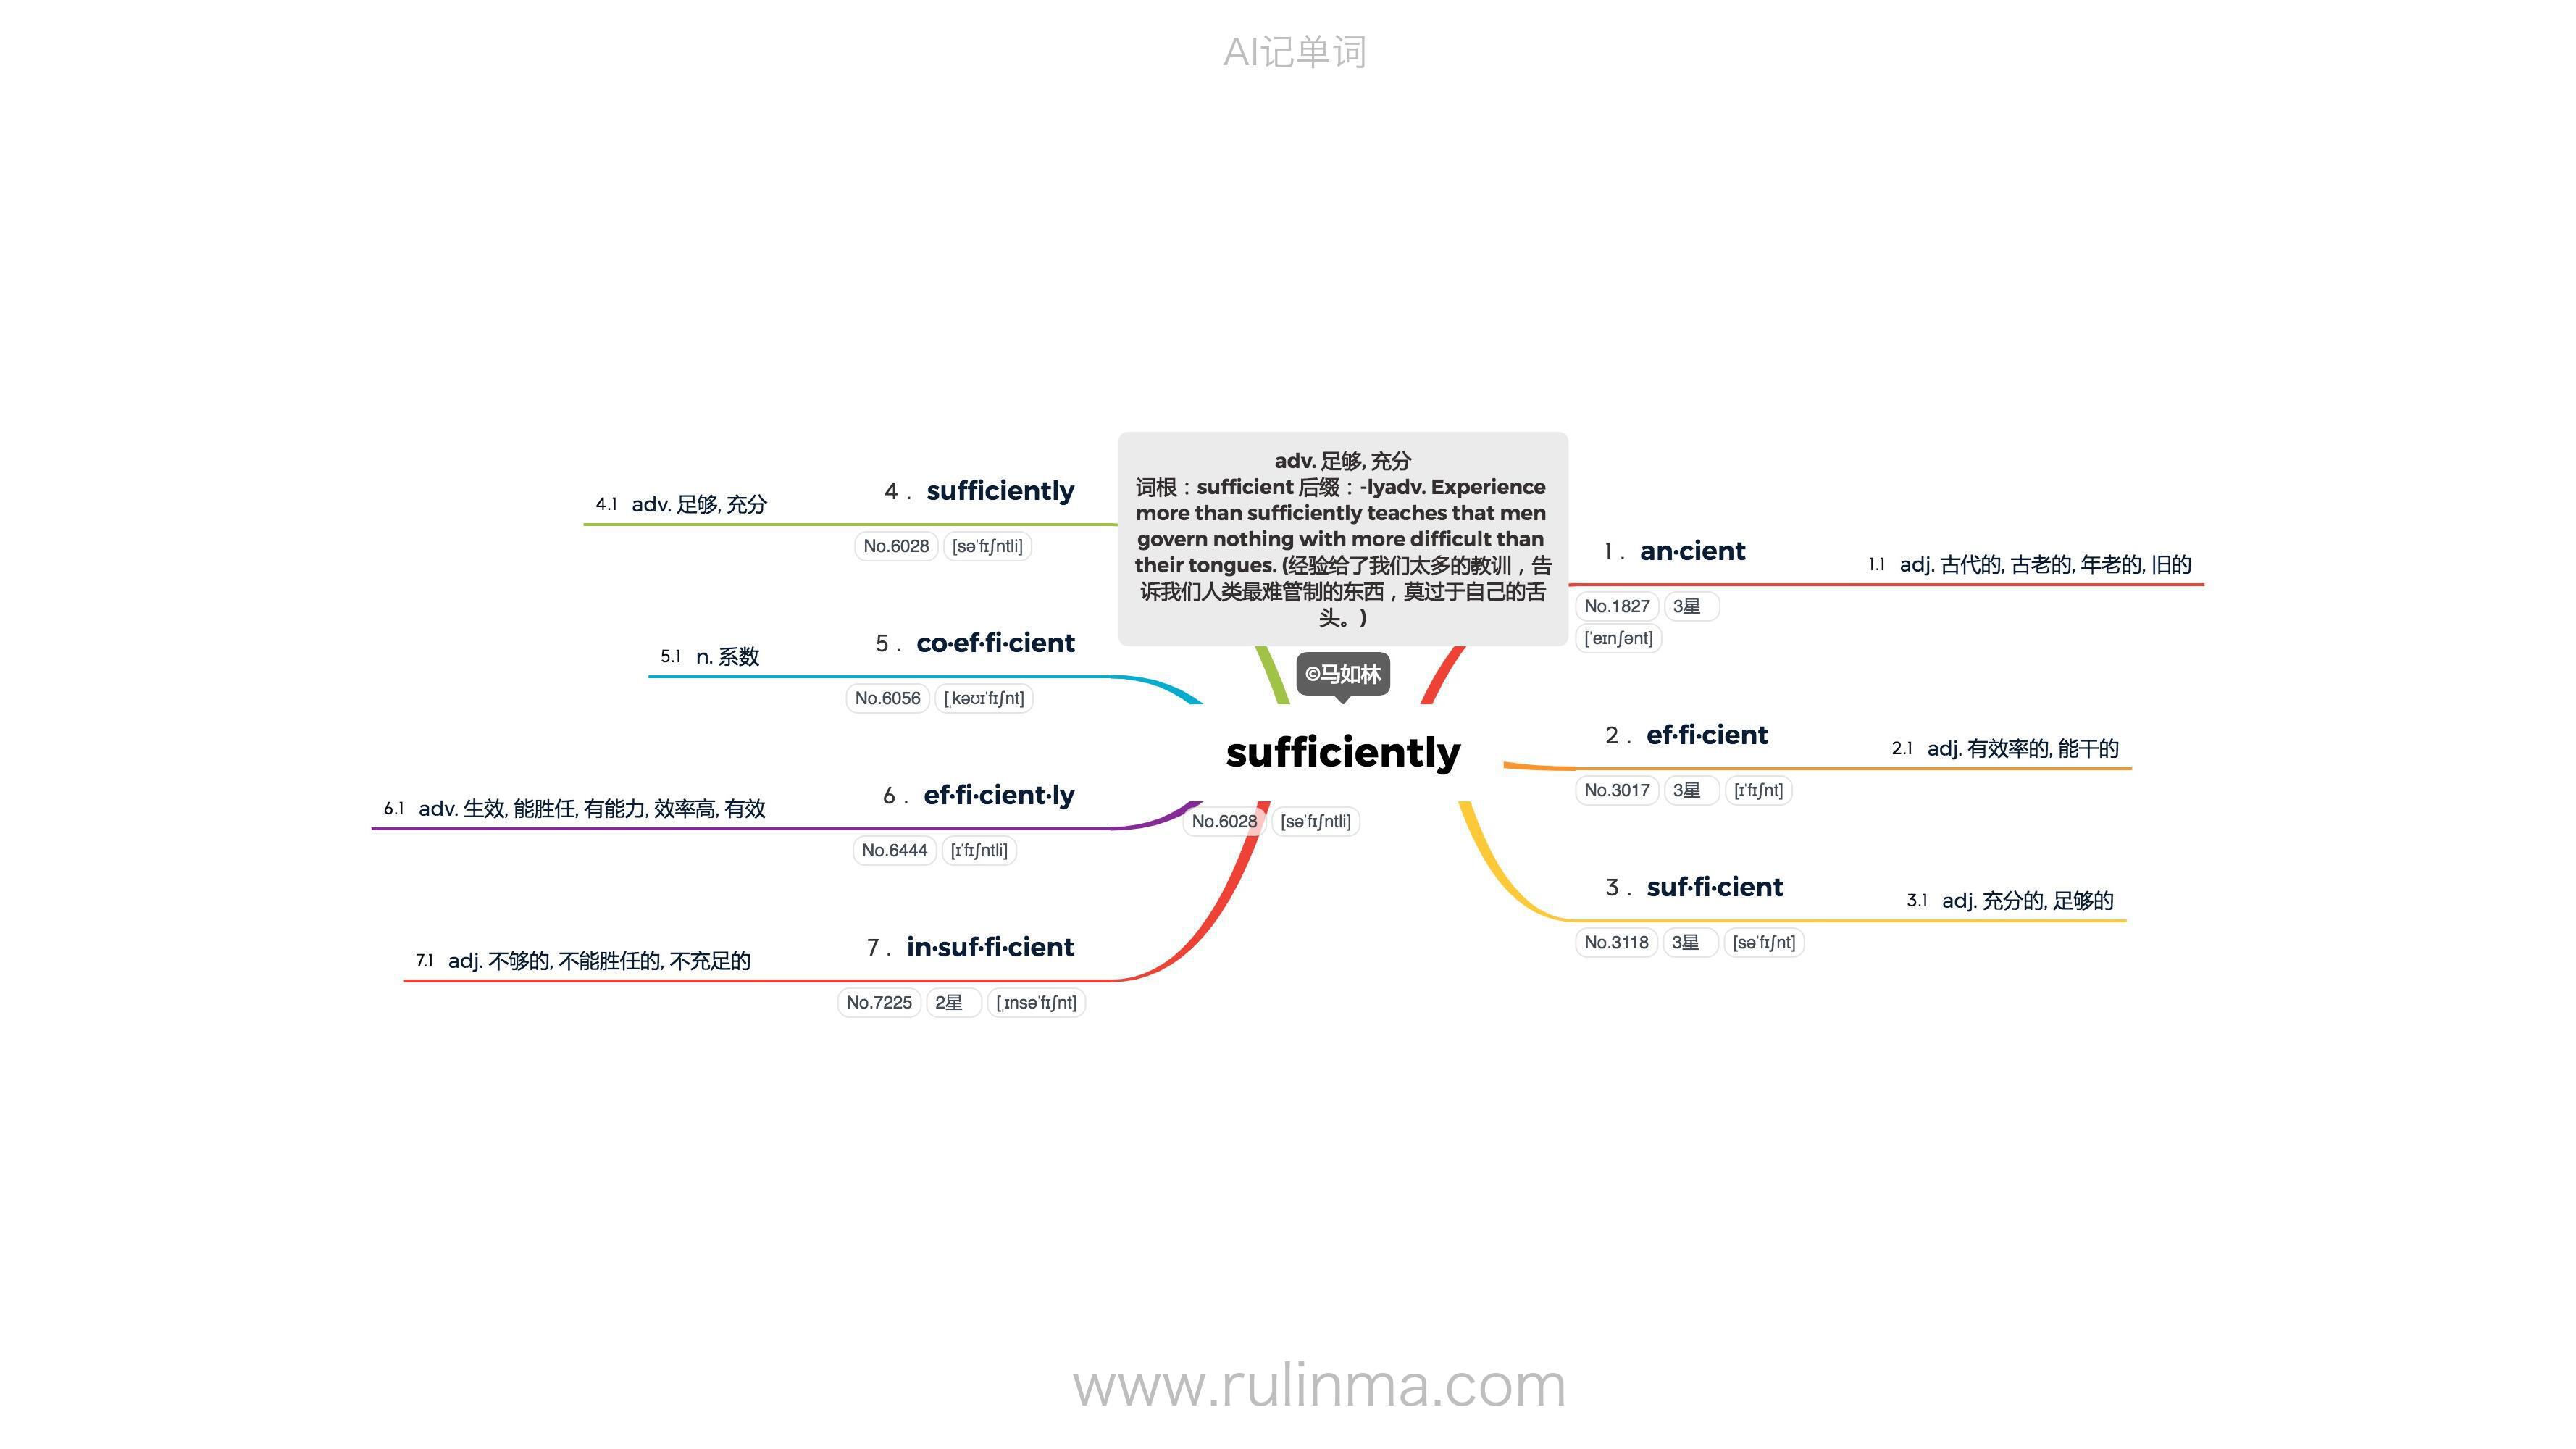 AI记单词
adv. 足够, 充分
词根：sufficient 后缀：-lyadv. Experience
more than sufficiently teaches that men
govern nothing with more difficult than
their tongues. (经验给了我们太多的教训，告
诉我们人类最难管制的东西，莫过于自己的舌
头。)
©马如林
sufficiently
No.6028 [səˈfɪʃntli]
1 . an·cient
No.1827 3星
[ˈeɪnʃənt]
1.1 adj. 古代的, 古老的, 年老的, 旧的
2 . ef·fi·cient
No.3017 3星 [ɪˈfɪʃnt]
2.1 adj. 有效率的, 能干的
3 . suf·fi·cient
No.3118 3星 [səˈfɪʃnt]
3.1 adj. 充分的, 足够的
4 . sufficiently
No.6028 [səˈfɪʃntli]
4.1 adv. 足够, 充分
5 . co·ef·fi·cient
No.6056 [ˌkəʊɪˈfɪʃnt]
5.1 n. 系数
6 . ef·fi·cient·ly
No.6444 [ɪˈfɪʃntli]
6.1 adv. 生效, 能胜任, 有能力, 效率高, 有效
7 . in·suf·fi·cient
No.7225 2星 [ˌɪnsəˈfɪʃnt]
7.1 adj. 不够的, 不能胜任的, 不充足的
www.rulinma.com